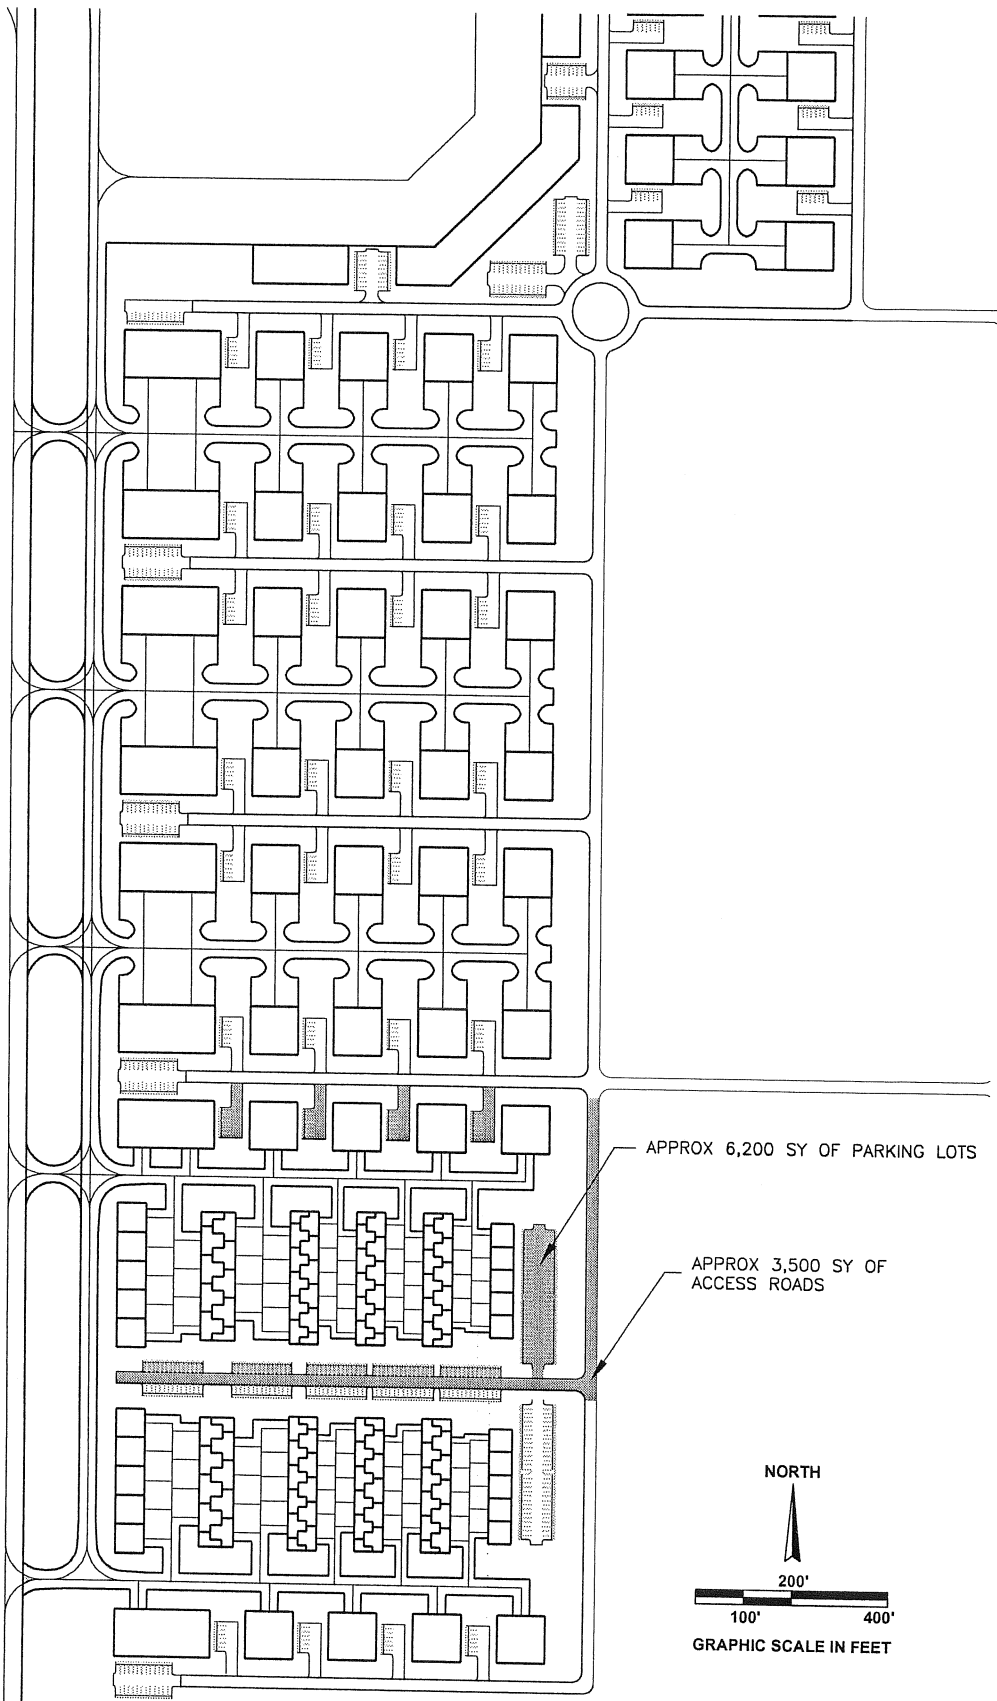 APPROX 6,200 SY OF PARKING LOTS
APPROX 3,500 SY OF
ACCESS ROADS
NORTH
200'
100'
400'
GRAPHIC SCALE IN FEET